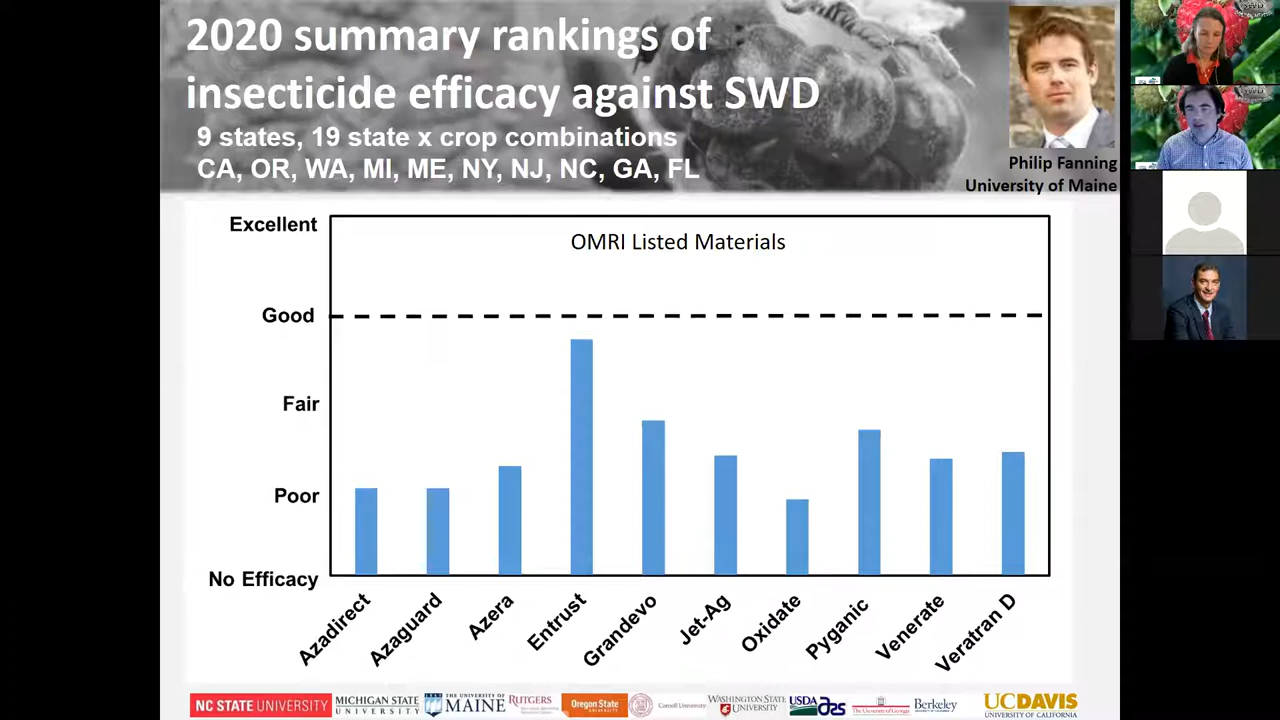 2020 summary rankings of
insecticide efficacy against SWD
9 states, 19 state x crop combinations
CA, OR, WA, MI, ME, NY, NJ, NC, GA, FL
Philip Fanning
University of Maine
OMRI Listed Materials
Excellent
Good
Fair
Poor
No Efficacy
Azadirect
Azaguard
Azera
Entrust
Grandevo
Jet-Ag
Oxidate
Pyganic
Venerate
Veratran D
NC STATE UNIVERSITY
MICHIGAN STATE
UNIVERSITY
THE UNIVERSITY OF
MAINE
RUTGERS
Oregon State
Cornell University
WASHINGTON STATE
UNIVERSITY
USDA
ars
Berkeley
UCDAVIS
UNIVERSITY OF CALIFORNIA